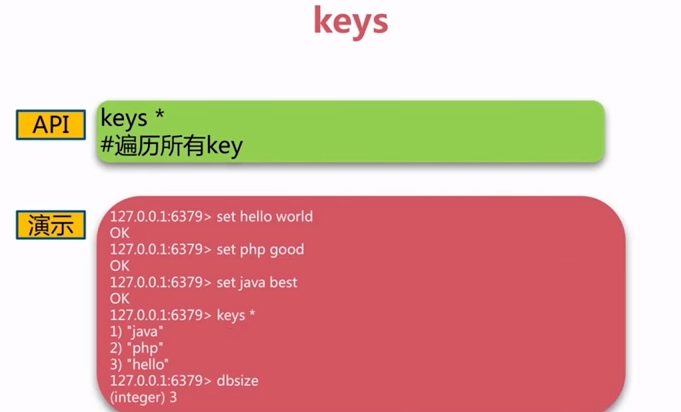 keys
API
keys *
#遍历所有key
演示
127.0.0.1:6379> set hello world
OK
127.0.0.1:6379> set php good
OK
127.0.0.1:6379> set java best
OK
127.0.0.1:6379> keys *
1) "java"
2) "php"
3) "hello"
127.0.0.1:6379> dbsize
(integer) 3